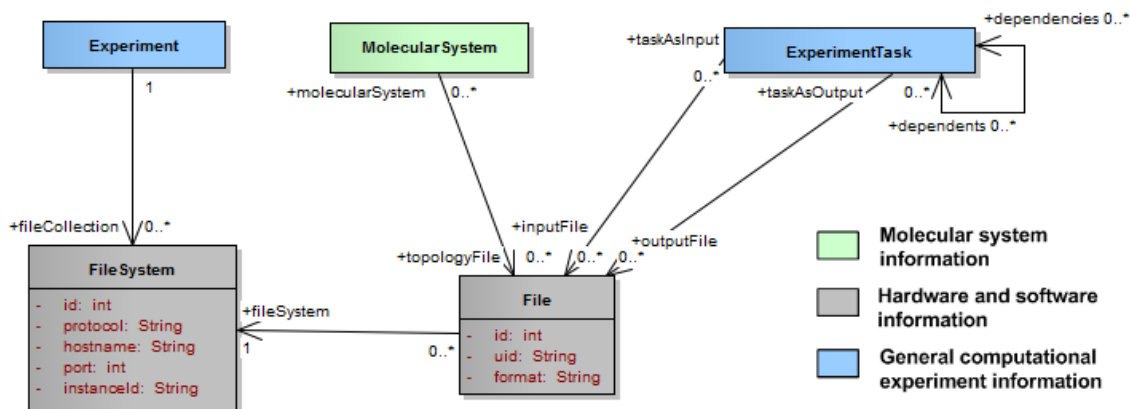 +dependencies 0..*
Experiment
MolecularSystem
+taskAsInput
ExperimentTask
1
+molecularSystem
0..*
0..*
+taskAsOutput
0..*
+dependents 0..*
+fileCollection
0..*
+inputFile
+topologyFile
0..*
0..*
0..*
+outputFile
FileSystem
- id: int
- protocol: String
- hostname: String
- port: int
- instanceId: String
+fileSystem
1
0..*
File
- id: int
- uid: String
- format: String
Molecular system
information
Hardware and software
information
General computational
experiment information